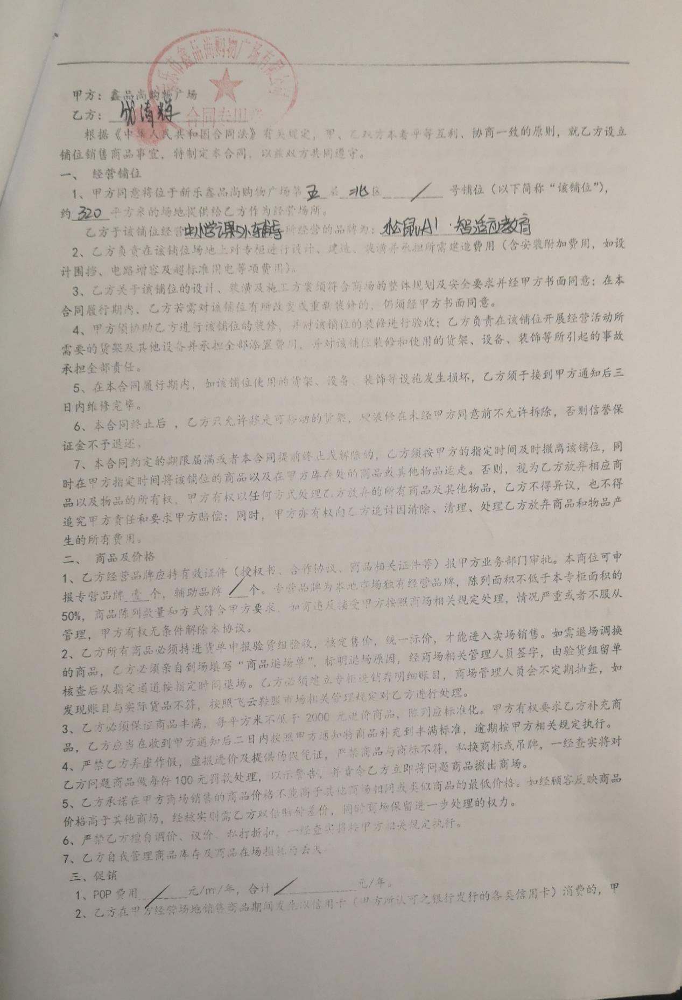 乐市鑫品尚购物广场有限公司
合同专用章
甲方：鑫品尚购物广场
乙方：清辉
根据《中华人民共和国合同法》有关规定，甲、乙双方本着平等互利、协商一致的原则，就乙方设立
铺位销售商品事宜，特制定本合同，以兹双方共同遵守。
一、 经营铺位
1、甲方同意将位于新乐鑫品尚购物广场第五层北区 / 号铺位（以下简称“该铺位”），
约320平方米的场地提供给乙方作为经营场所。
乙方于该铺位经营中小学课外辅导所经营的品牌为：松鼠AI·智适应教育
2、乙方负责在该铺位场地上对专柜进行设计、建造、装潢并承担所需建造费用（含安装附加费用，如设
计围挡、电路增容及超标准用电等项费用）。
3、乙方关于该铺位的设计、装潢及施工方案须符合商场的整体规划及安全要求并经甲方书面同意；在本
合同履行期内，乙方若需对该铺位有所改变或重新装修的，仍须经甲方书面同意。
4、甲方须协助乙方进行该铺位的装修，并对该铺位的装修进行验收；乙方负责在该铺位开展经营活动所
需要的货架及其他设备并承担全部添置费用，并对该铺位装修和使用的货架、设备、装饰等所引起的事故
承担全部责任。
5、在本合同履行期内，如该铺位使用的货架、设备、装饰等设施发生损坏，乙方须于接到甲方通知后三
日内维修完毕。
6、本合同终止后 ，乙方只允许移走可移动的货架，硬装修在未经甲方同意前不允许拆除，否则信誉保
证金不予退还。
7、本合同约定的期限届满或者本合同提前终止或解除的，乙方须按甲方的指定时间及时撤离该铺位，同
时在甲方指定时间将该铺位的商品以及在甲方库存处的商品或其他物品运走。否则，视为乙方放弃相应商
品以及物品的所有权，甲方有权以任何方式处理乙方放弃的所有商品及其他物品，乙方不得异议，也不得
追究甲方责任和要求甲方赔偿；同时，甲方亦有权向乙方追讨因清除、清理、处理乙方放弃商品和物品产
生的所有费用。
二、 商品及价格
1、乙方经营品牌应持有效证件（授权书、合作协议、商品相关证件等）报甲方业务部门审批。本商位可申
报专营品牌 壹 个，辅助品牌 / 个。专营品牌为本地市场独有经营品牌，陈列面积不低于本专柜面积的
50%，商品陈列数量和方式符合甲方要求，如有违反接受甲方按照商场相关规定处理，情况严重或者不服从
管理，甲方有权无条件解除本协议。
2、乙方所有商品必须持进货单申报验货组验收，核定售价，统一标价，才能进入卖场销售。如需退场调换
的商品，乙方必须亲自到场填写“商品退场单”，标明退场原因，经商场相关管理人员签字，由验货组留单
核查后从指定通道按指定时间退场。乙方必须建立专柜进销存明细账目，商场管理人员会不定期抽查，如
发现账目与实际货品不符，按照飞云鞋服市场相关管理规定对乙方进行处理。
3、乙方必须保证商品丰满，每平方米不低于 2000 元进价商品，陈列应标准化。甲方有权要求乙方补充商
品，乙方应当在收到甲方通知后二日内按照甲方通知将商品补充到丰满标准，逾期按甲方相关规定执行。
4、严禁乙方弄虚作假，虚报进价及提供伪假凭证，严禁商品与商标不符，私换商标或吊牌，一经查实将对
乙方问题商品做每件 100 元罚款处理，以示警告，并责令乙方立即将问题商品撤出商场。
5、乙方承诺在甲方商场销售的商品价格不能高于其他商场相同或类似商品的最低价格。如经顾客反映商品
价格高于其他商场，经核实则需乙方双倍赔付差价，同时商场保留进一步处理的权力。
6、严禁乙方擅自调价、议价、私打折扣，一经查实将按甲方相关规定执行。
7、乙方自我管理商品库存及商品在场损耗与丢失
三、促销
1、POP 费用 / 元/㎡/年，合计 / 元/年。
2、乙方在甲方经营场地销售商品期间发生以信用卡（甲方所认可之银行发行的各类信用卡）消费的，甲